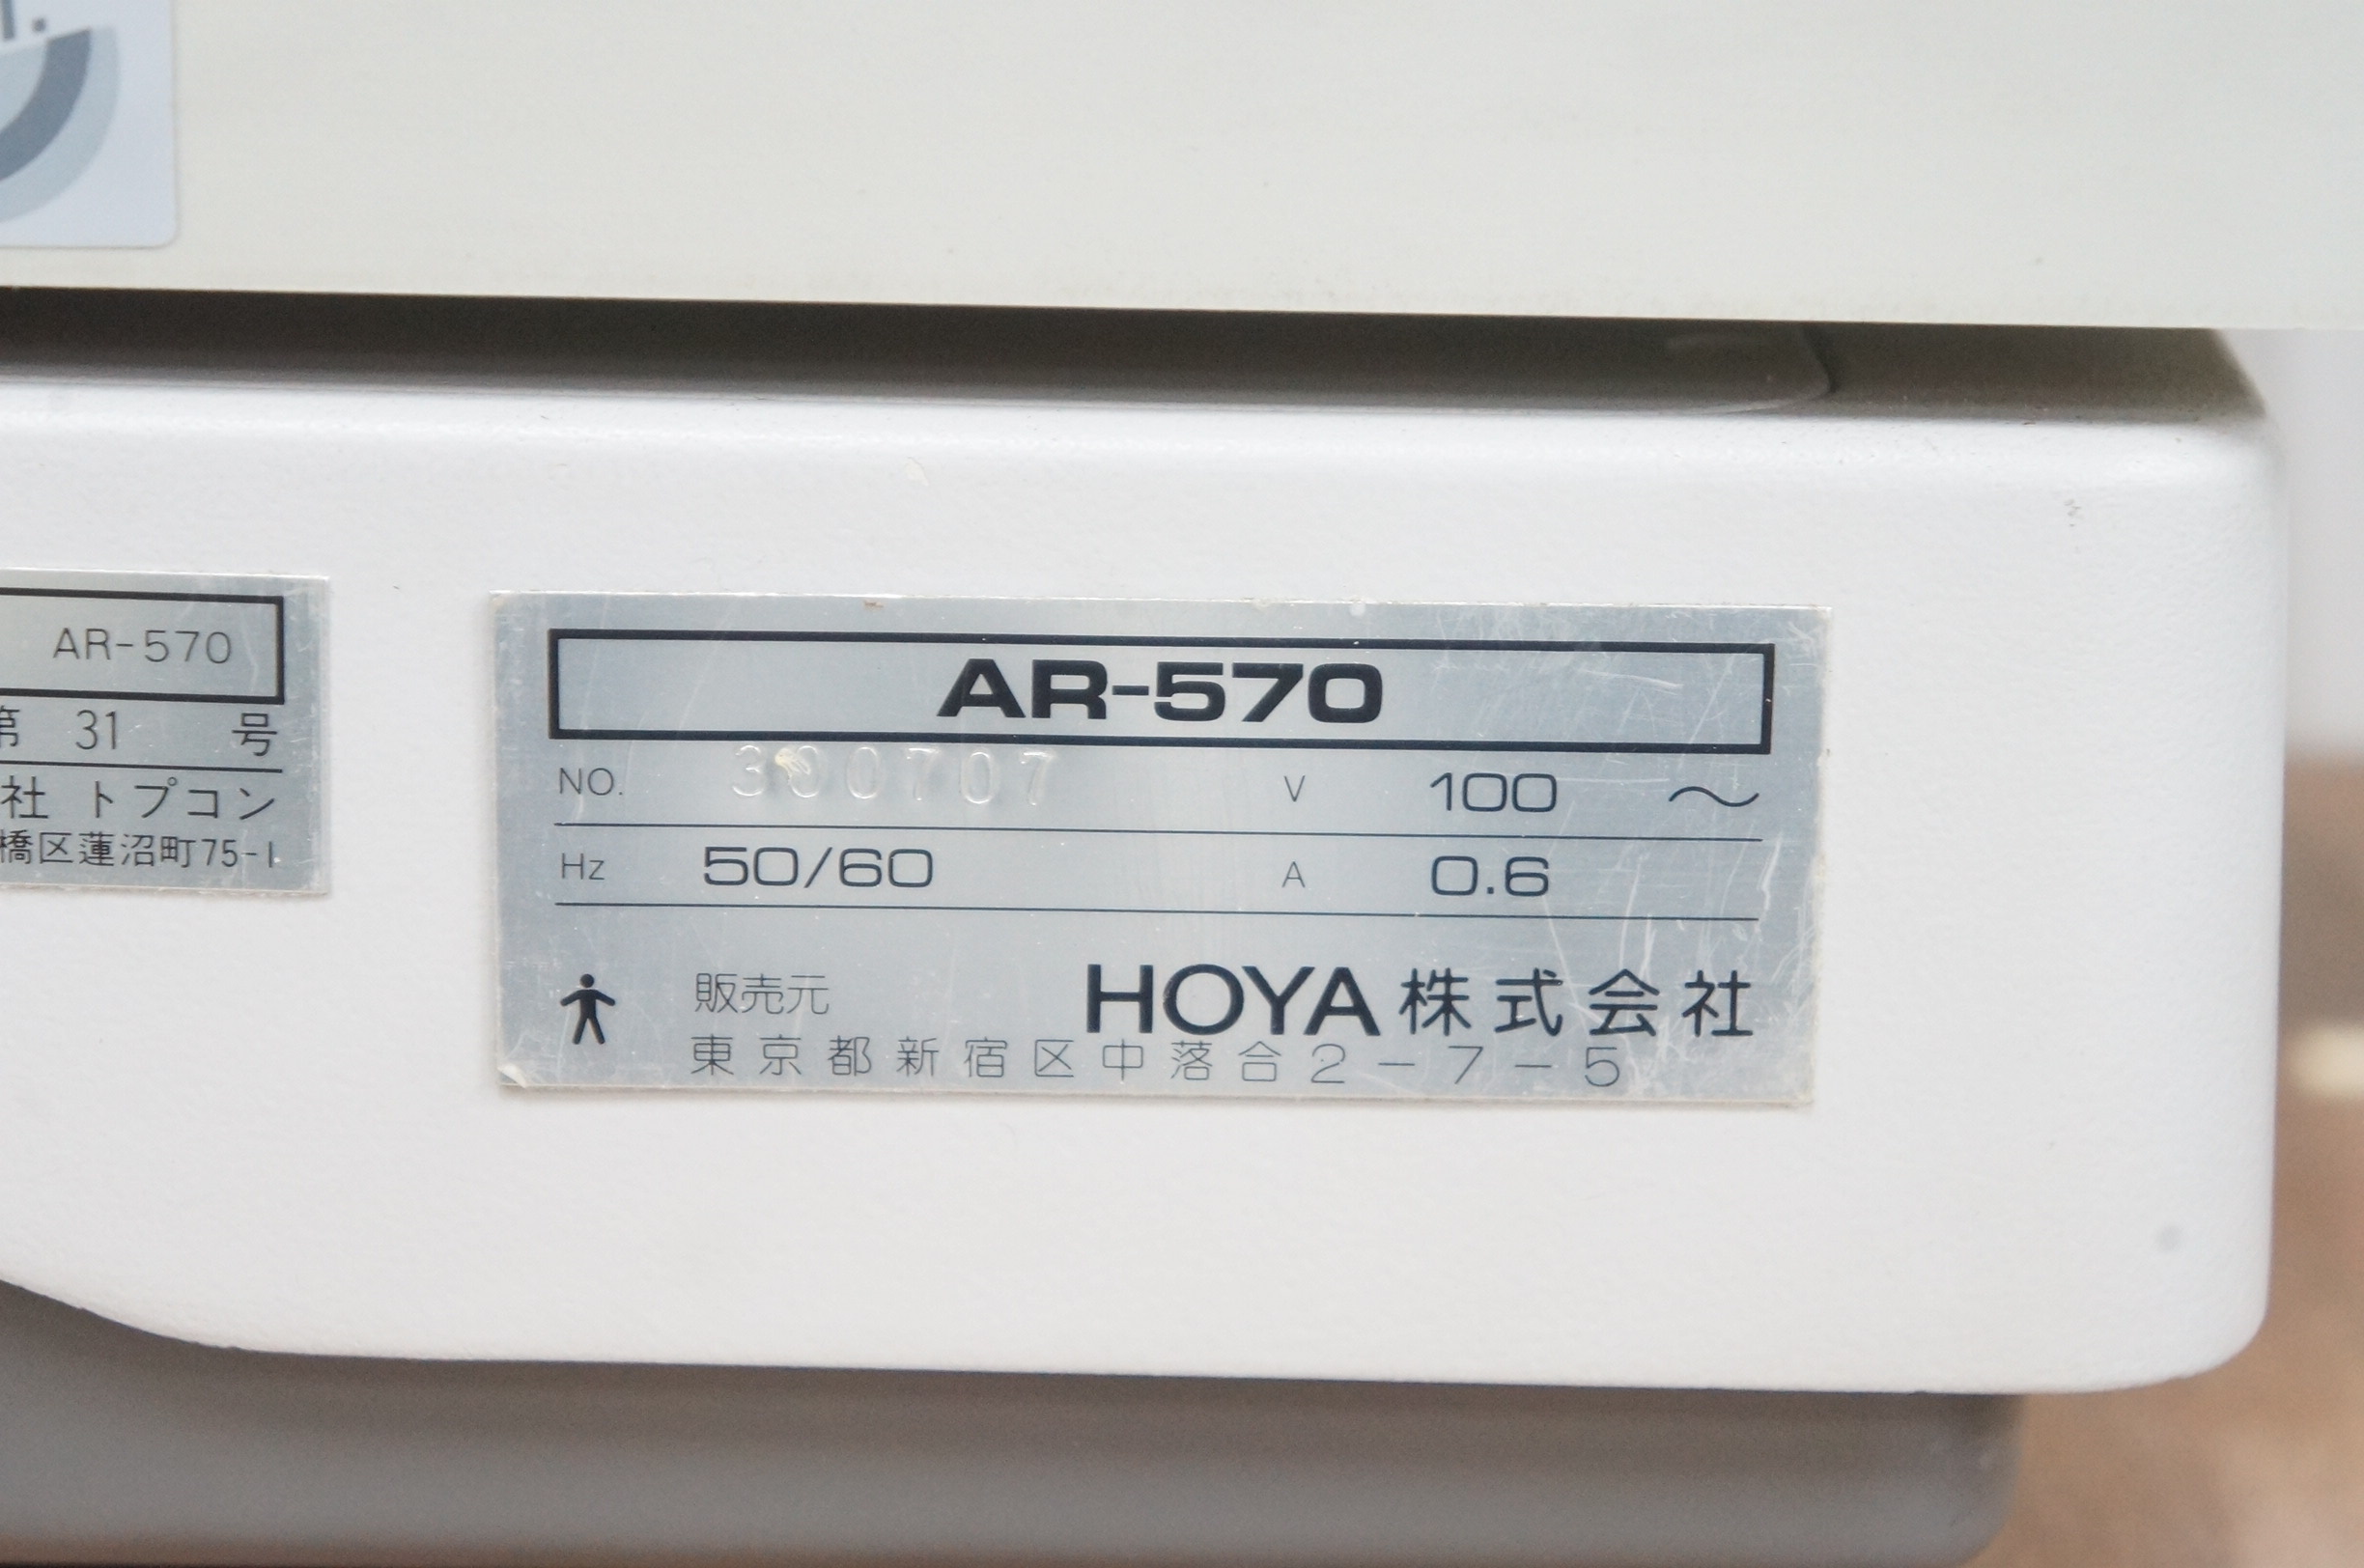 AR-570
第 31 号
社 トプコン
橋区蓮沼町75-1
AR-570
NO. 300707 V 100 ~
Hz 50/60 A 0.6
販売元 HOYA株式会社
東京都新宿区中落合2-7-5